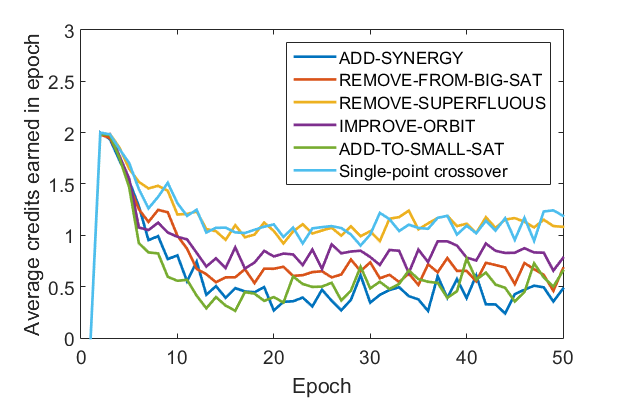 3
2.5
2
1.5
1
0.5
0
0
10
20
30
40
50
Average credits earned in epoch
Epoch
ADD-SYNERGY
REMOVE-FROM-BIG-SAT
REMOVE-SUPERFLUOUS
IMPROVE-ORBIT
ADD-TO-SMALL-SAT
Single-point crossover